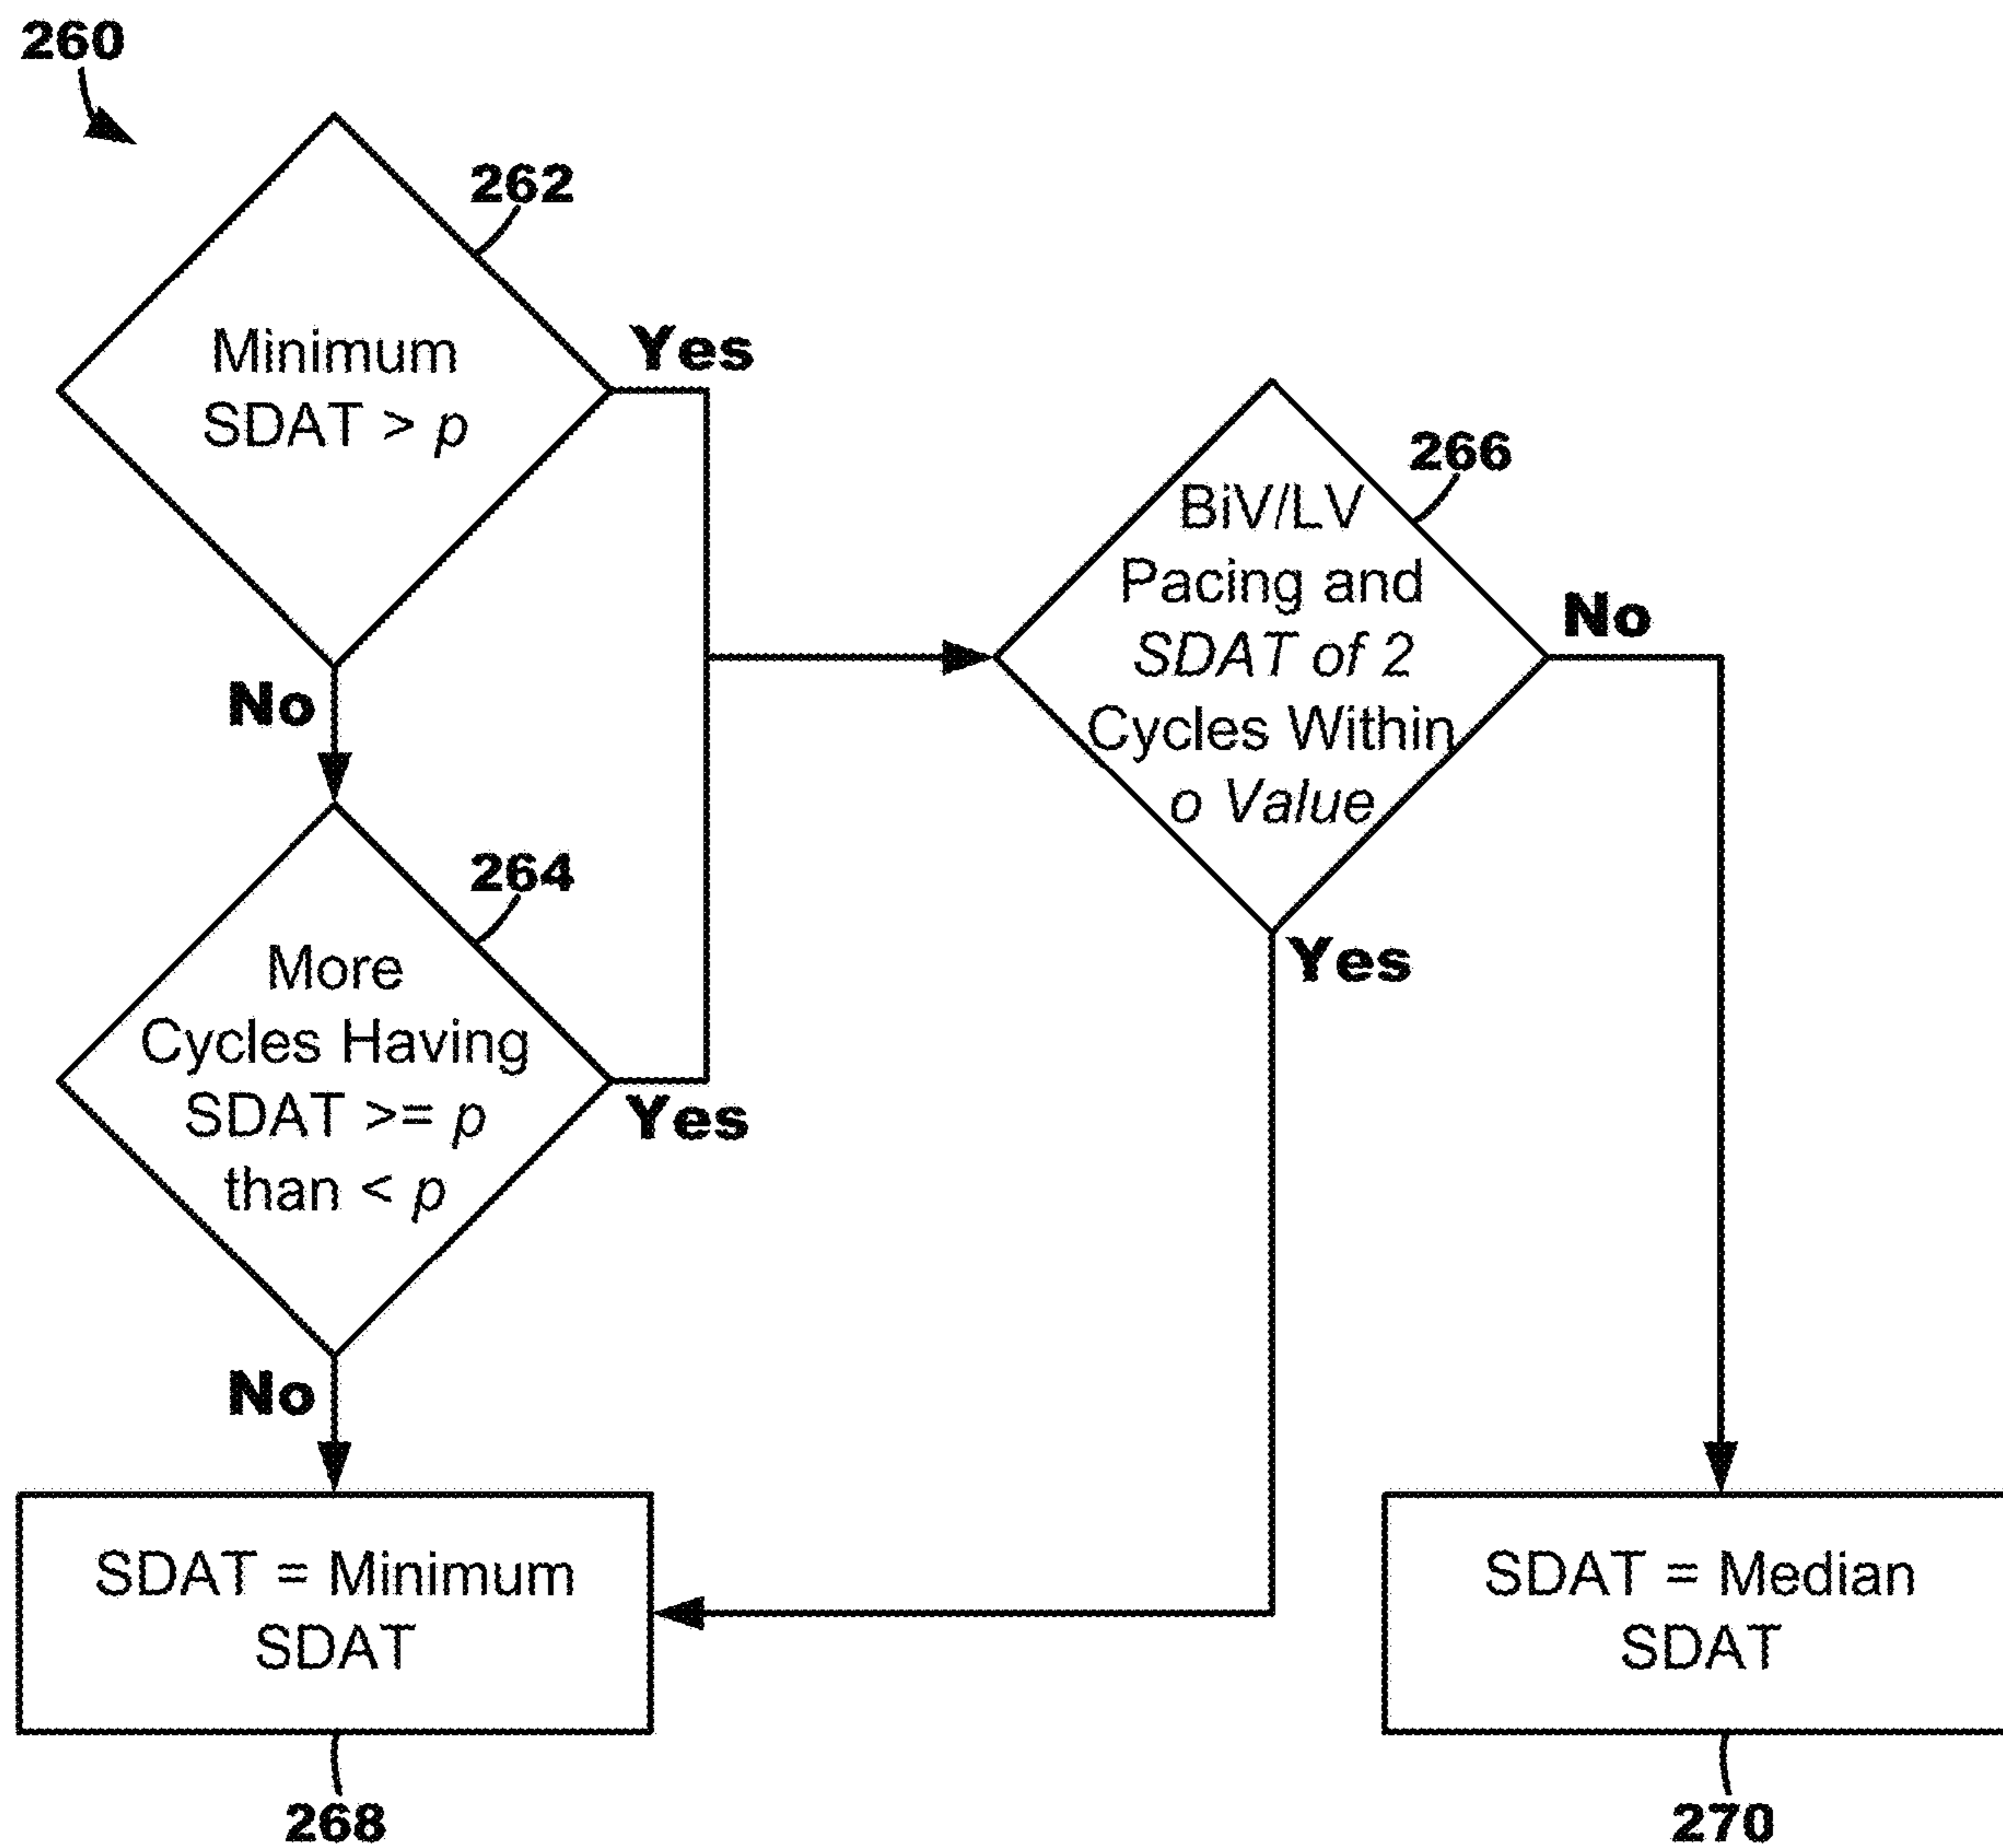 260
262
Minimum
SDAT > p
Yes
No
266
BiV/LV
Pacing and
SDAT of 2
Cycles Within
o Value
No
Yes
264
More
Cycles Having
SDAT >= p
than < p
Yes
No
SDAT = Minimum
SDAT
268
SDAT = Median
SDAT
270